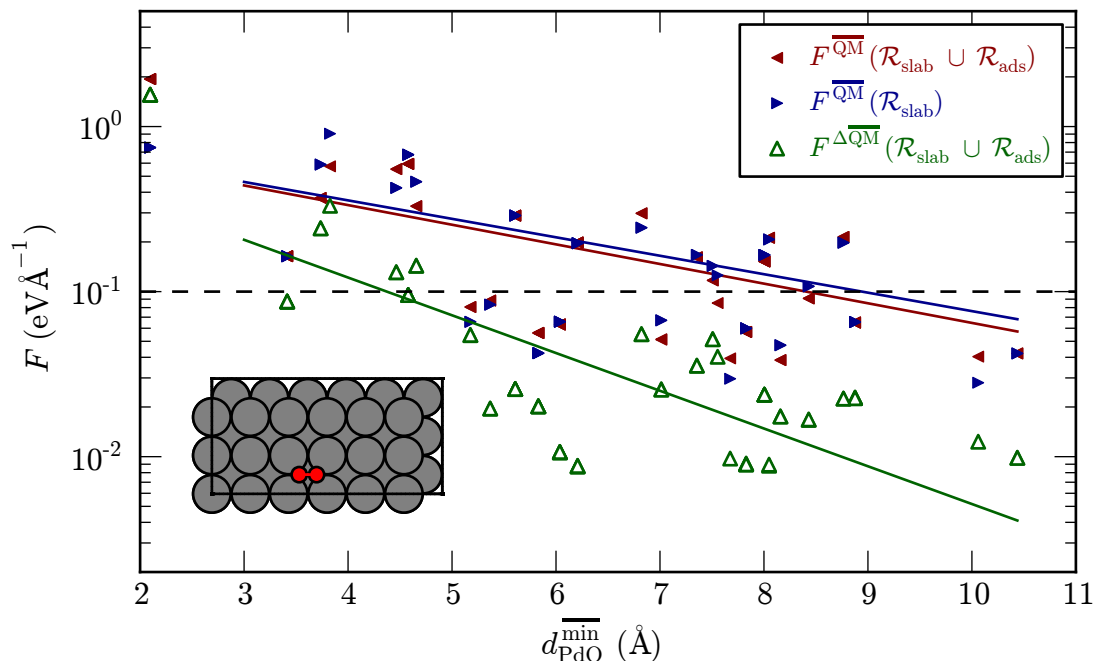 F^{\overline{QM}}(ℛ_slab ∪ ℛ_ads)
F^{\overline{QM}}(ℛ_slab)
F^{Δ\overline{QM}}(ℛ_slab ∪ ℛ_ads)
10^0
10^{-1}
10^{-2}
F (eVÅ^{-1})
2 3 4 5 6 7 8 9 10 11
d_{PdO}^{\overline{min}} (Å)